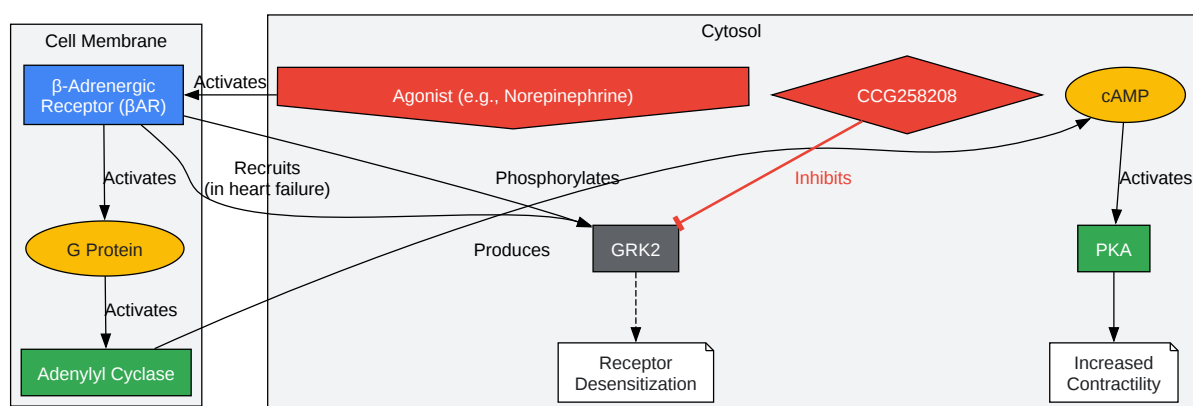 Cell Membrane
Cytosol
β-Adrenergic
Receptor (βAR)
Activates
Agonist (e.g., Norepinephrine)
CCG258208
cAMP
Activates
Recruits
(in heart failure)
Phosphorylates
Inhibits
Activates
G Protein
Produces
GRK2
PKA
Activates
Adenylyl Cyclase
Receptor
Desensitization
Increased
Contractility